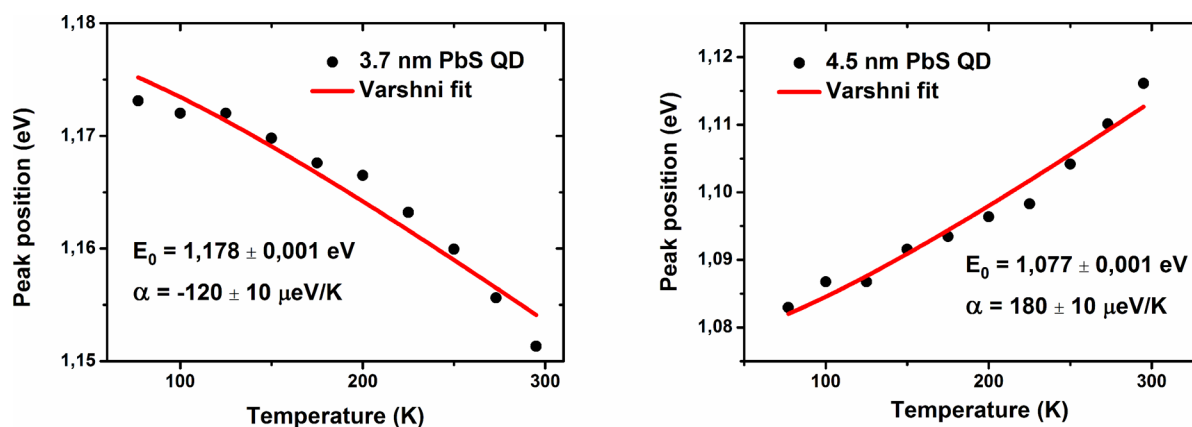 1,18
1,17
1,16
1,15
Peak position (eV)
3.7 nm PbS QD
Varshni fit
E0 = 1,178 ± 0,001 eV
α = -120 ± 10 μeV/K
100
200
300
Temperature (K)
1,12
1,11
1,10
1,09
1,08
Peak position (eV)
4.5 nm PbS QD
Varshni fit
E0 = 1,077 ± 0,001 eV
α = 180 ± 10 μeV/K
100
200
300
Temperature (K)